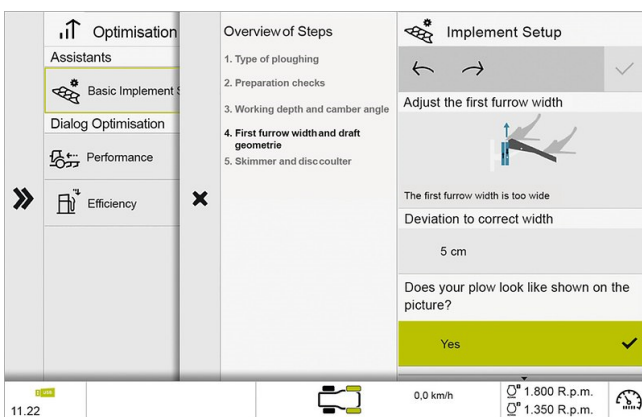 Optimisation
Assistants
Basic Implement S
Dialog Optimisation
Performance
Efficiency
Overview of Steps
1. Type of ploughing
2. Preparation checks
3. Working depth and camber angle
4. First furrow width and draft
geometrie
5. Skimmer and disc coulter
Implement Setup
Adjust the first furrow width
The first furrow width is too wide
Deviation to correct width
5 cm
Does your plow look like shown on the
picture?
Yes
11.22
0,0 km/h
1.800 R.p.m.
1.350 R.p.m.